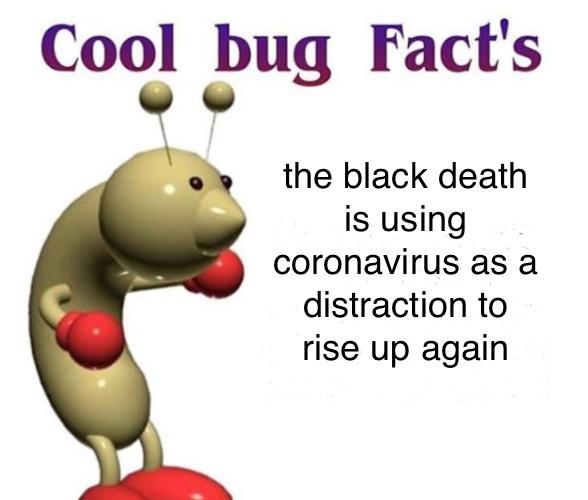 Cool bug Fact's
the black death
is using
coronavirus as a
distraction to
rise up again